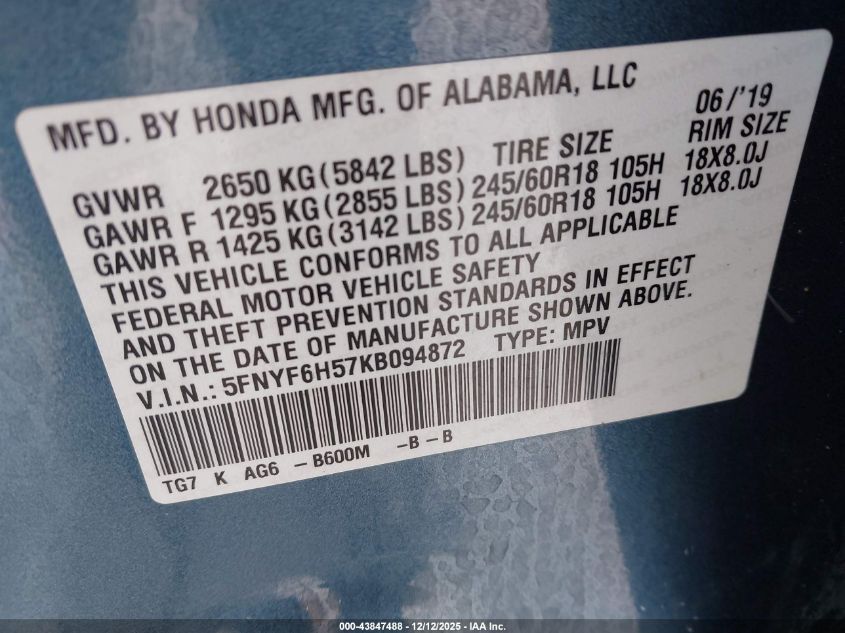 MFD. BY HONDA MFG. OF ALABAMA, LLC 06/'19
GVWR 2650 KG (5842 LBS) TIRE SIZE RIM SIZE
GAWR F 1295 KG (2855 LBS) 245/60R18 105H 18X8.0J
GAWR R 1425 KG (3142 LBS) 245/60R18 105H 18X8.0J
THIS VEHICLE CONFORMS TO ALL APPLICABLE
FEDERAL MOTOR VEHICLE SAFETY
AND THEFT PREVENTION STANDARDS IN EFFECT
ON THE DATE OF MANUFACTURE SHOWN ABOVE.
V.I.N.: 5FNYF6H57KB094872 TYPE: MPV
TG7 K AG6 -B600M -B-B
000-43847488 - 12/12/2025 - IAA Inc.